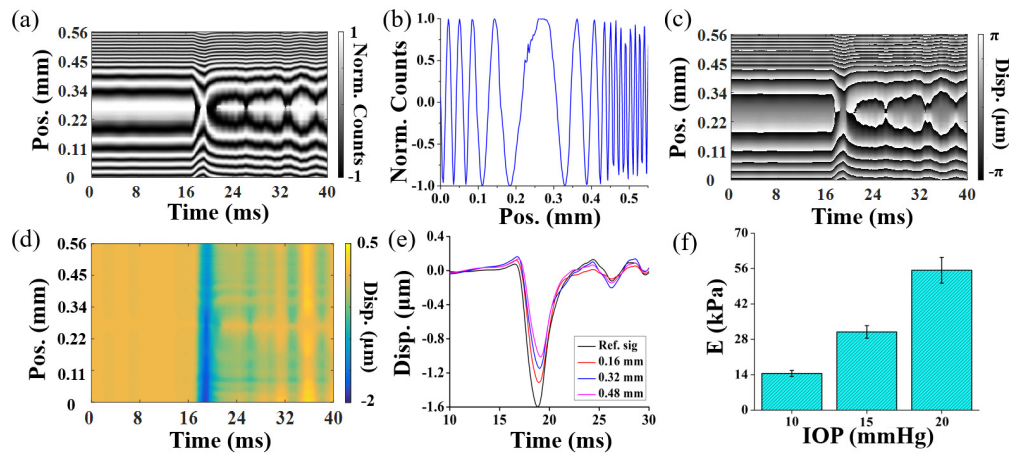 (a)
Pos. (mm)
0.56
0.45
0.34
0.22
0.11
0
0 8 16 24 32 40
Time (ms)
1
Norm. Counts
-1
(b)
Norm. Counts
1.0
0.5
0.0
-0.5
-1.0
0.0 0.1 0.2 0.3 0.4 0.5
Pos. (mm)
(c)
Pos. (mm)
0.56
0.45
0.34
0.22
0.11
0
0 8 16 24 32 40
Time (ms)
π
Disp. (μm)
-π
(d)
Pos. (mm)
0.56
0.45
0.34
0.22
0.11
0
0 8 16 24 32 40
Time (ms)
0.5
Disp. (μm)
-2
(e)
Disp. (μm)
0.4
0.0
-0.4
-0.8
-1.2
-1.6
10 15 20 25 30
Time (ms)
Ref. sig
0.16 mm
0.32 mm
0.48 mm
(f)
E (kPa)
70
56
42
28
14
0
10 15 20
IOP (mmHg)